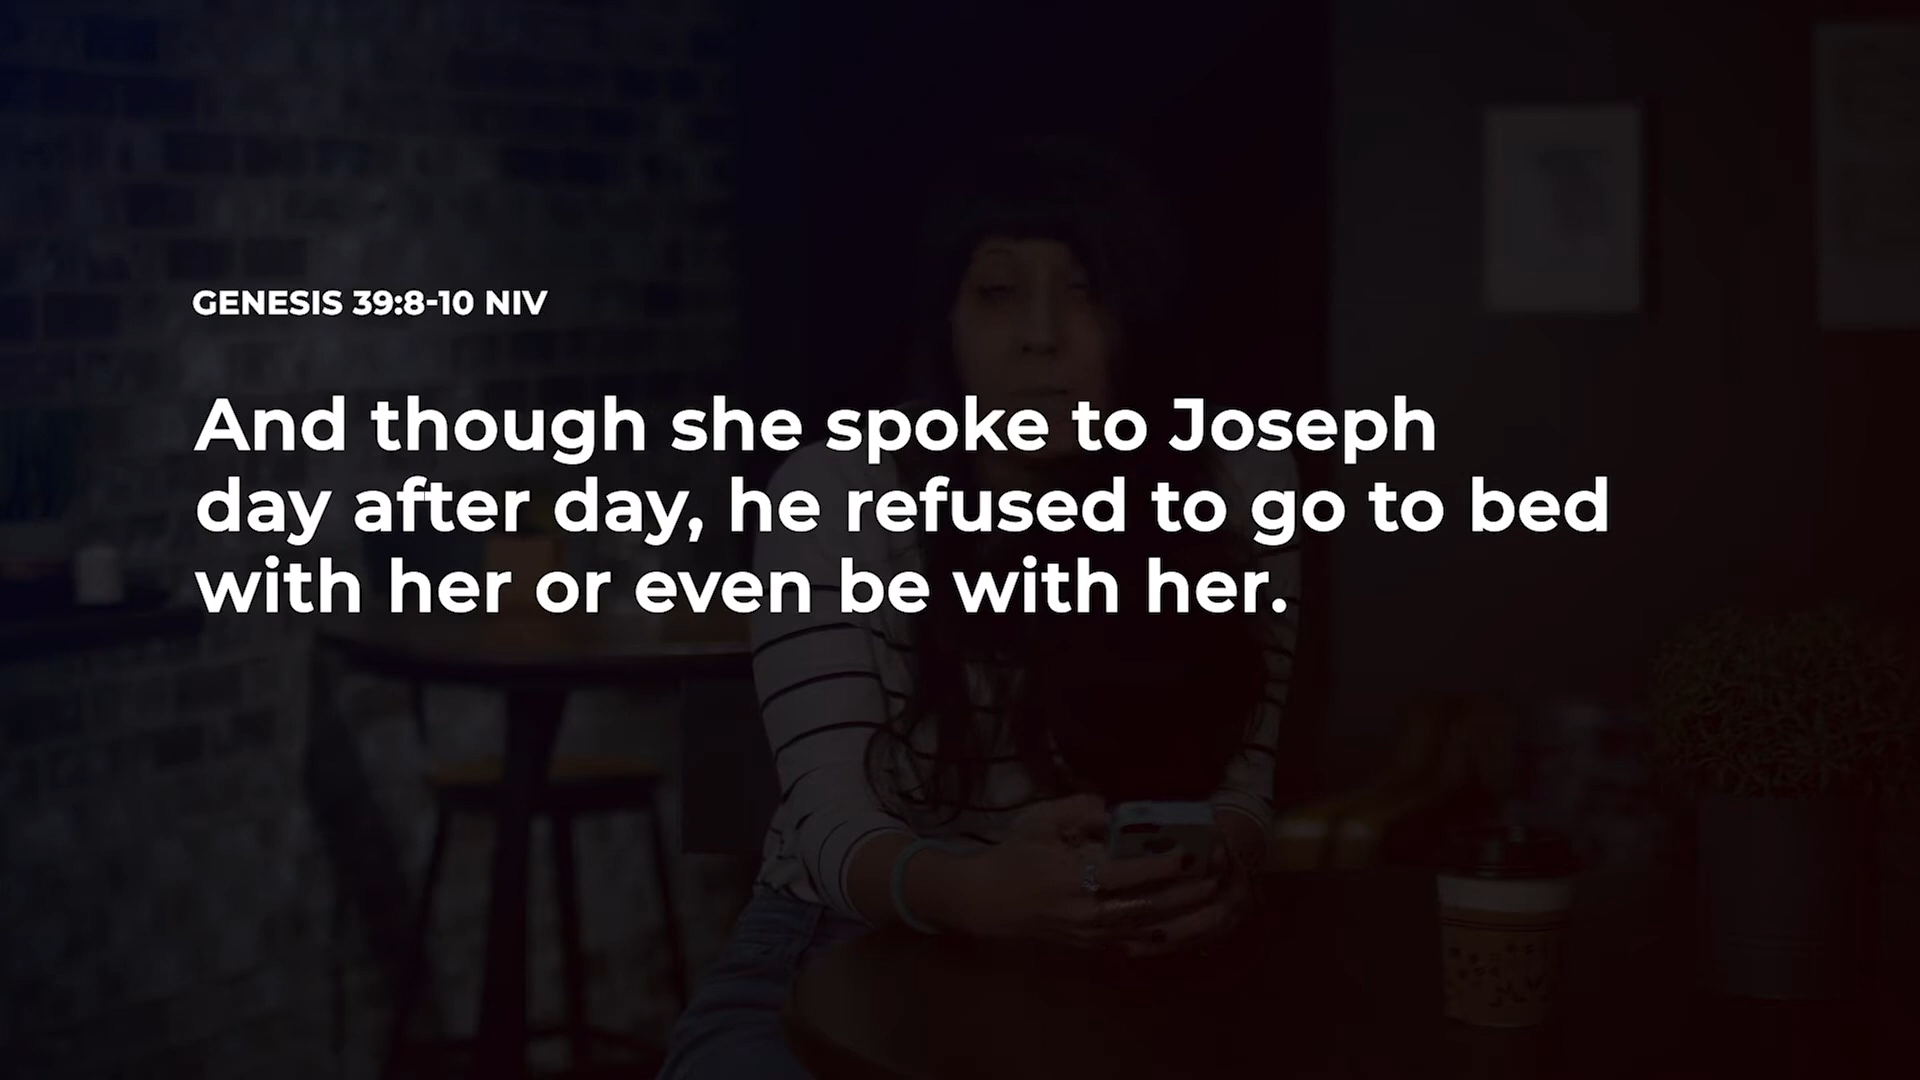 GENESIS 39:8-10 NIV
And though she spoke to Joseph
day after day, he refused to go to bed
with her or even be with her.